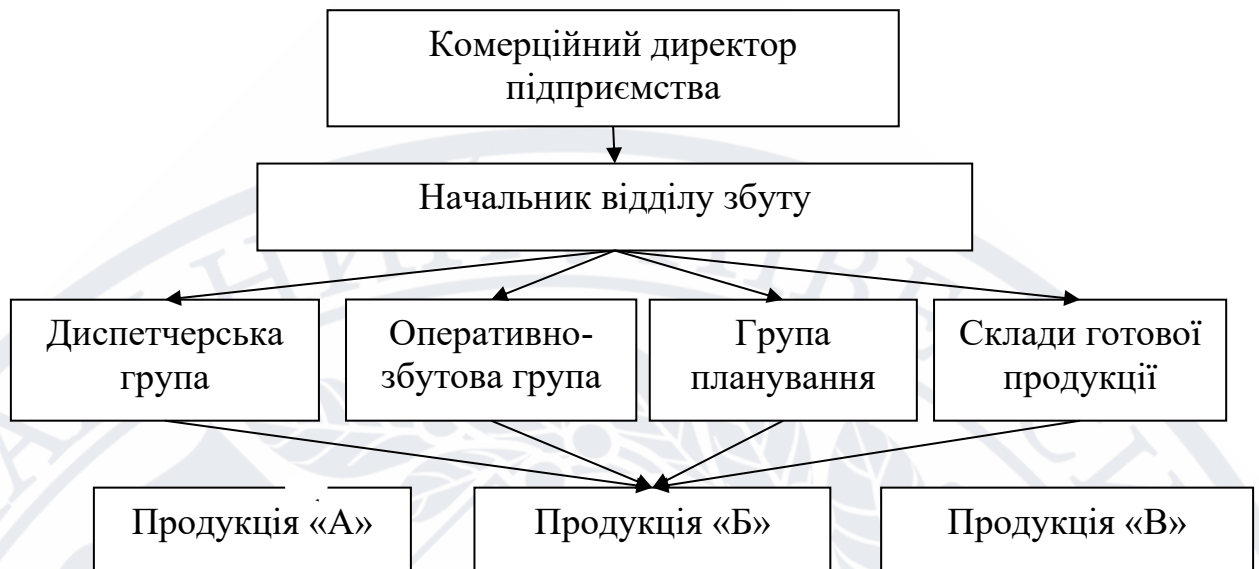 Комерційний директор
підприємства
Начальник відділу збуту
Диспетчерська
група
Оперативно-
збутова група
Група
планування
Склади готової
продукції
Продукція «А»
Продукція «Б»
Продукція «В»